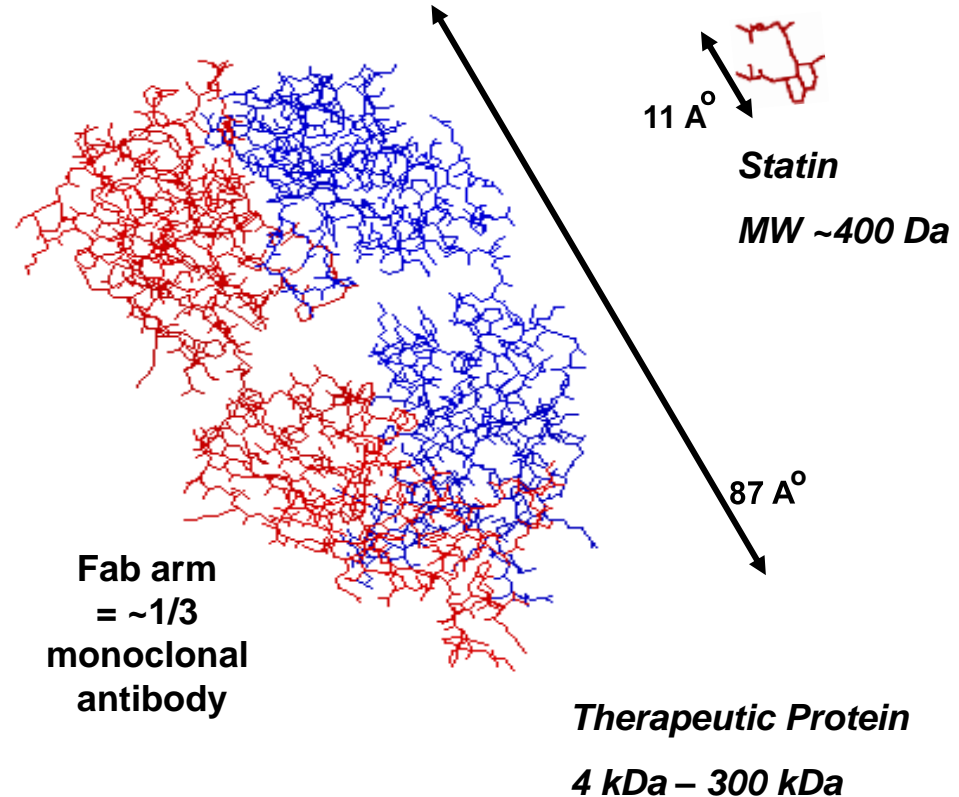 11 A°
Statin
MW ~400 Da
87 A°
Fab arm
= ~1/3
monoclonal
antibody
Therapeutic Protein
4 kDa – 300 kDa